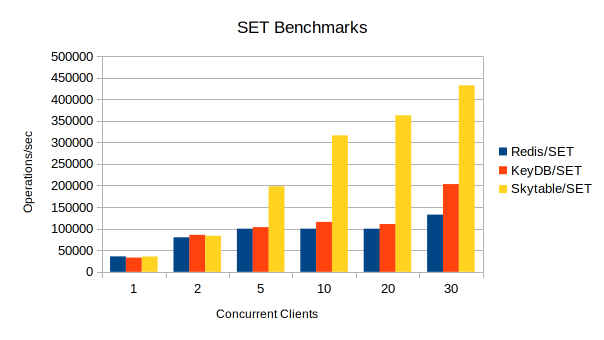 SET Benchmarks
500000
450000
400000
350000
300000
250000
200000
150000
100000
50000
0
Operations/sec
1 2 5 10 20 30
Concurrent Clients
Redis/SET
KeyDB/SET
Skytable/SET